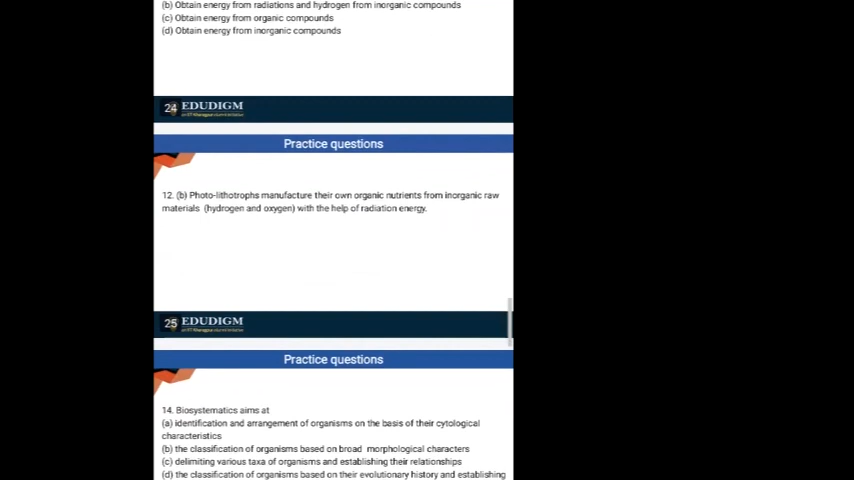 (b) Obtain energy from radiations and hydrogen from inorganic compounds
(c) Obtain energy from organic compounds
(d) Obtain energy from inorganic compounds
24 EDUDIGM
Practice questions
12. (b) Photo-lithotrophs manufacture their own organic nutrients from inorganic raw
materials (hydrogen and oxygen) with the help of radiation energy.
25 EDUDIGM
Practice questions
14. Biosystematics aims at
(a) identification and arrangement of organisms on the basis of their cytological
characteristics
(b) the classification of organisms based on broad morphological characters
(c) delimiting various taxa of organisms and establishing their relationships
(d) the classification of organisms based on their evolutionary history and establishing